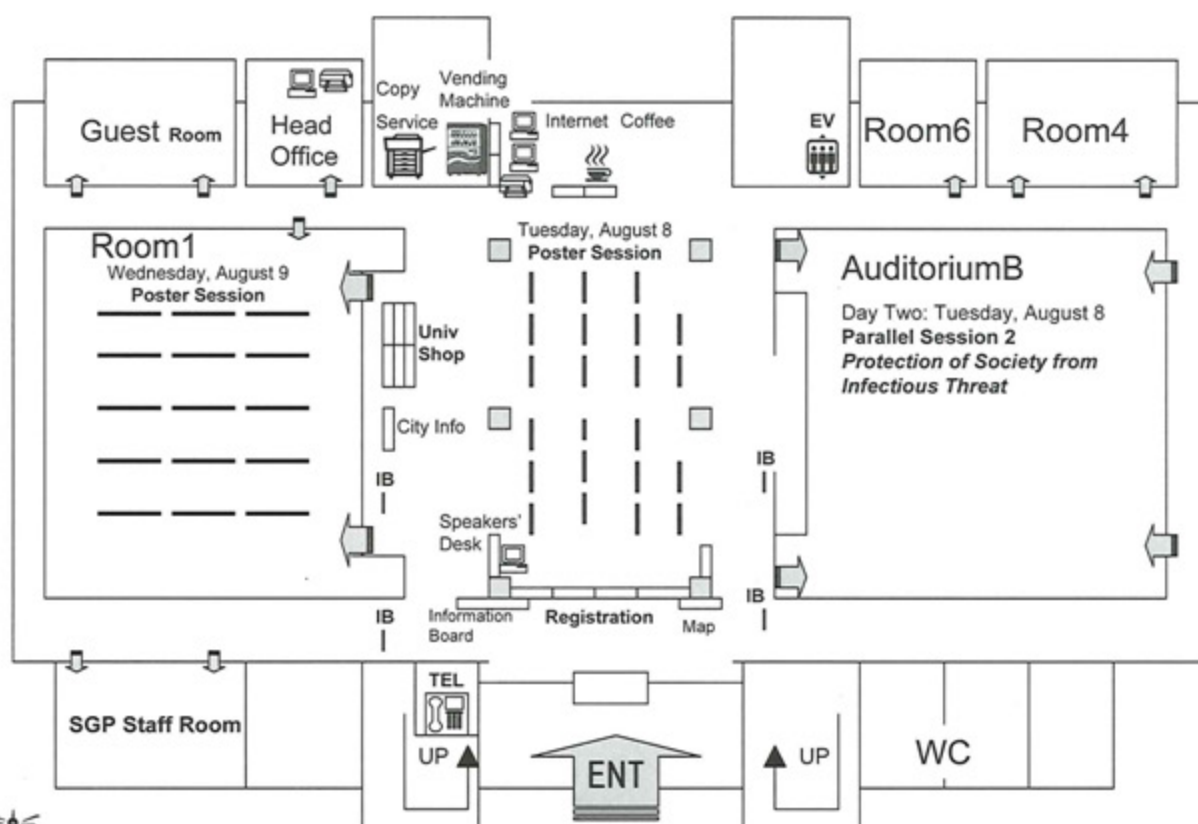 Guest Room
Head
Office
Copy
Service
Vending
Machine
Internet Coffee
EV
Room6
Room4
Room1
Wednesday, August 9
Poster Session
Tuesday, August 8
Poster Session
AuditoriumB
Day Two: Tuesday, August 8
Parallel Session 2
Protection of Society from
Infectious Threat
Univ
Shop
City Info
IB
IB
Speakers'
Desk
IB
IB
Information
Board
Registration
Map
SGP Staff Room
TEL
UP
ENT
UP
WC